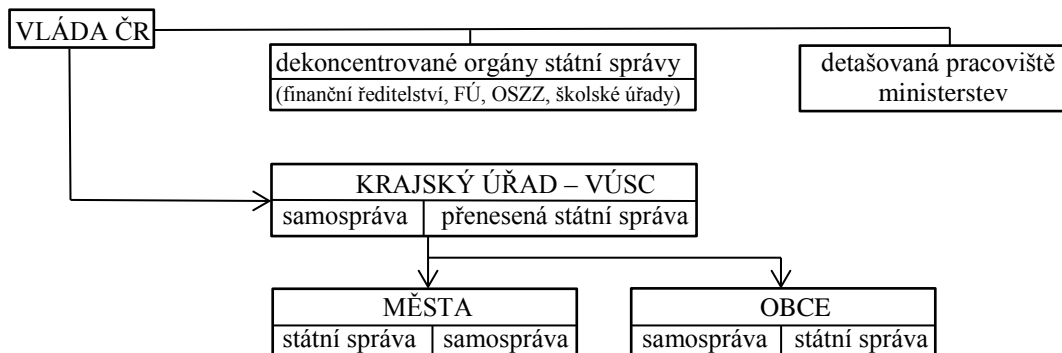 VLÁDA ČR
dekoncentrované orgány státní správy
(finanční ředitelství, FÚ, OSZZ, školské úřady)
detašovaná pracoviště
ministerstev
KRAJSKÝ ÚŘAD – VÚSC
samospráva přenesená státní správa
MĚSTA
státní správa samospráva
OBCE
samospráva státní správa